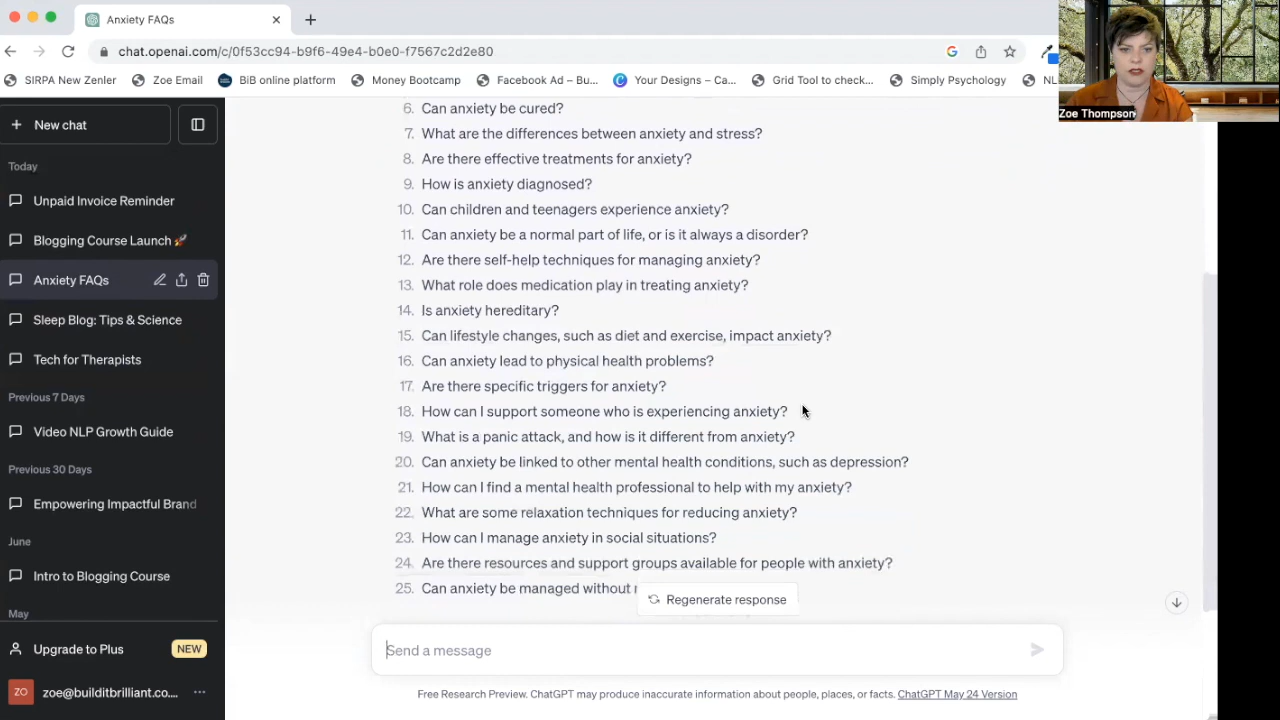 Anxiety FAQs
chat.openai.com/c/0f53cc94-b9f6-49e4-b0e0-f7567c2d2e80
SIRPA New Zenler
Zoe Email
BiB online platform
Money Bootcamp
Facebook Ad – Bu...
Your Designs – Ca...
Grid Tool to check...
Simply Psychology
NL
Zoe Thompson
New chat
Today
Unpaid Invoice Reminder
Blogging Course Launch 🚀
Anxiety FAQs
Sleep Blog: Tips & Science
Tech for Therapists
Previous 7 Days
Video NLP Growth Guide
Previous 30 Days
Empowering Impactful Brand
June
Intro to Blogging Course
May
Upgrade to Plus NEW
ZO zoe@builditbrilliant.co....
6. Can anxiety be cured?
7. What are the differences between anxiety and stress?
8. Are there effective treatments for anxiety?
9. How is anxiety diagnosed?
10. Can children and teenagers experience anxiety?
11. Can anxiety be a normal part of life, or is it always a disorder?
12. Are there self-help techniques for managing anxiety?
13. What role does medication play in treating anxiety?
14. Is anxiety hereditary?
15. Can lifestyle changes, such as diet and exercise, impact anxiety?
16. Can anxiety lead to physical health problems?
17. Are there specific triggers for anxiety?
18. How can I support someone who is experiencing anxiety?
19. What is a panic attack, and how is it different from anxiety?
20. Can anxiety be linked to other mental health conditions, such as depression?
21. How can I find a mental health professional to help with my anxiety?
22. What are some relaxation techniques for reducing anxiety?
23. How can I manage anxiety in social situations?
24. Are there resources and support groups available for people with anxiety?
25. Can anxiety be managed without
Regenerate response
Send a message
Free Research Preview. ChatGPT may produce inaccurate information about people, places, or facts. ChatGPT May 24 Version